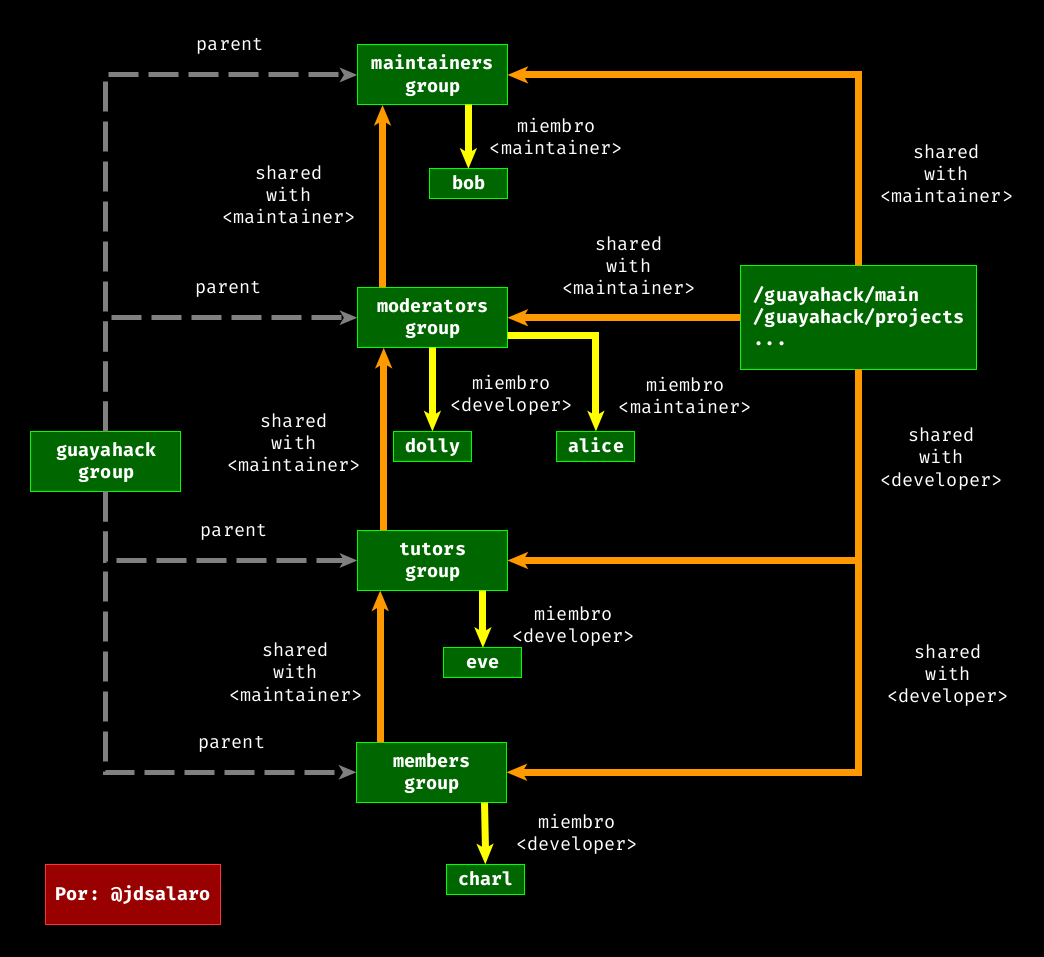 parent
maintainers
group
miembro
<maintainer>
bob
shared
with
<maintainer>
shared
with
<maintainer>
shared
with
<maintainer>
parent
moderators
group
/guayahack/main
/guayahack/projects
...
miembro
<developer>
miembro
<maintainer>
dolly
alice
shared
with
<maintainer>
guayahack
group
shared
with
<developer>
parent
tutors
group
miembro
<developer>
eve
shared
with
<maintainer>
shared
with
<developer>
parent
members
group
miembro
<developer>
charl
Por: @jdsalaro